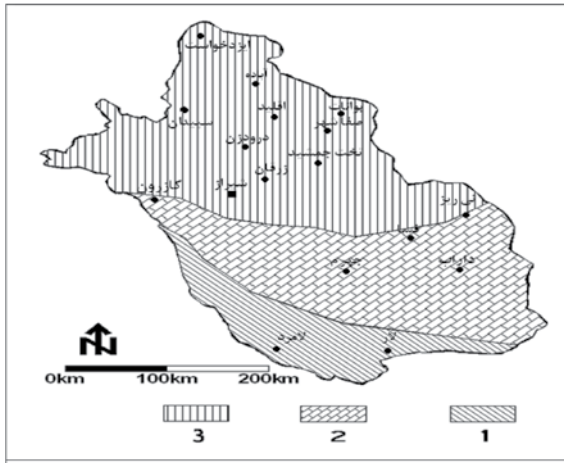 ایزدخواست
آباده
اقلید
بوانات
سپیدان
صفاشهر
درودزن
تخت جمشید
زرقان
شیراز
کازرون
نی ریز
فسا
جهرم
داراب
لامرد
لار
N
0km 100km 200km
3 2 1